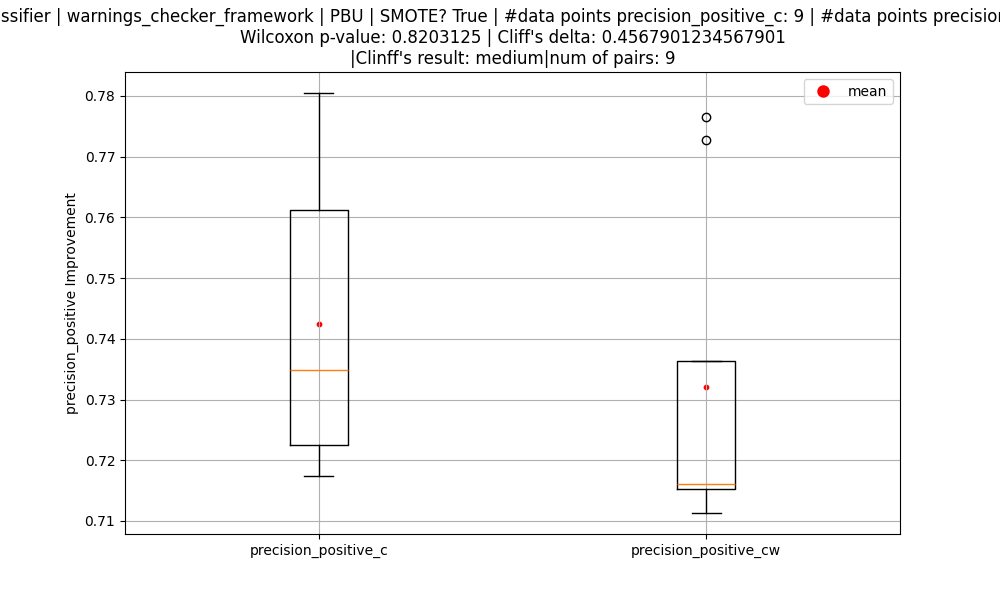 ssifier | warnings_checker_framework | PBU | SMOTE? True | #data points precision_positive_c: 9 | #data points precision
Wilcoxon p-value: 0.8203125 | Cliff's delta: 0.4567901234567901
|Clinff's result: medium|num of pairs: 9
mean
0.78
0.77
0.76
0.75
0.74
0.73
0.72
0.71
precision_positive Improvement
precision_positive_c
precision_positive_cw